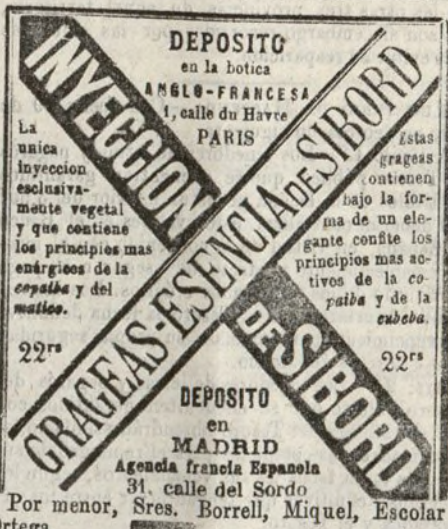 DEPOSITO
en la botica
ANGLO-FRANCESA
1, calle du Havre
PARIS
INYECCION
DE SIBORD
GRAGEAS-ESENCIA DE SIBORD
La
unica
inyeccion
esclusiva-
mente vegetal
y que contiene
los principios mas
enérgicos de la
copaiba y del
matico.
22rs
Estas
grageas
contienen
bajo la for-
ma de un ele-
gante confite los
principios mas ac-
tivos de la co-
paiba y de la
cubeba.
22rs
DEPOSITO
en
MADRID
Agencia francia Espanola
31, calle del Sordo
Por menor, Sres. Borrell, Miquel, Escolar
Ortega